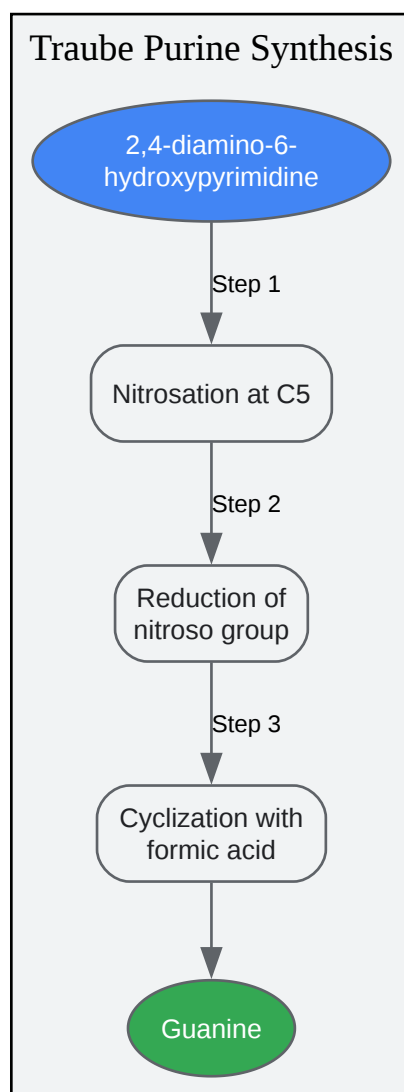 Traube Purine Synthesis
2,4-diamino-6-
hydroxypyrimidine
Step 1
Nitrosation at C5
Step 2
Reduction of
nitroso group
Step 3
Cyclization with
formic acid
Guanine